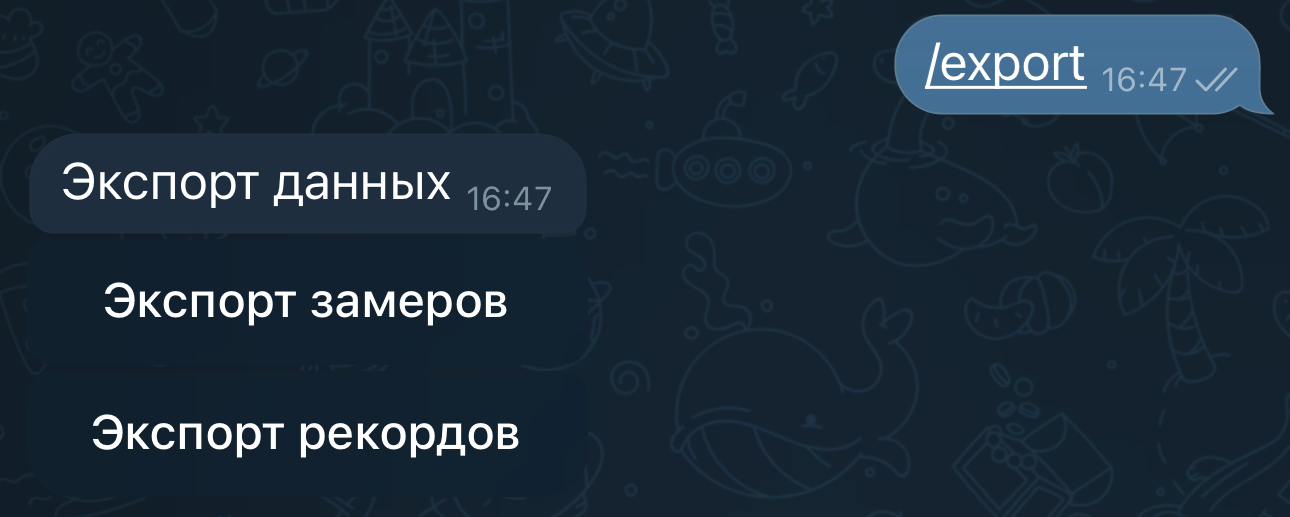 /export 16:47
Экспорт данных 16:47
Экспорт замеров
Экспорт рекордов